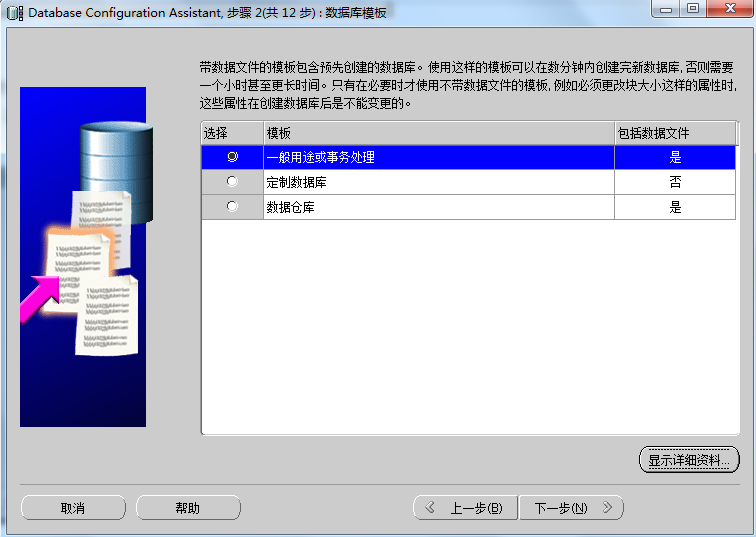 Database Configuration Assistant, 步骤 2(共 12 步) : 数据库模板
带数据文件的模板包含预先创建的数据库。使用这样的模板可以在数分钟内创建完新数据库, 否则需要
一个小时甚至更长时间。只有在必要时才使用不带数据文件的模板, 例如必须更改块大小这样的属性时,
这些属性在创建数据库后是不能变更的。
选择 模板 包括数据文件
一般用途或事务处理 是
定制数据库 否
数据仓库 是
显示详细资料...
取消 帮助 上一步(B) 下一步(N)